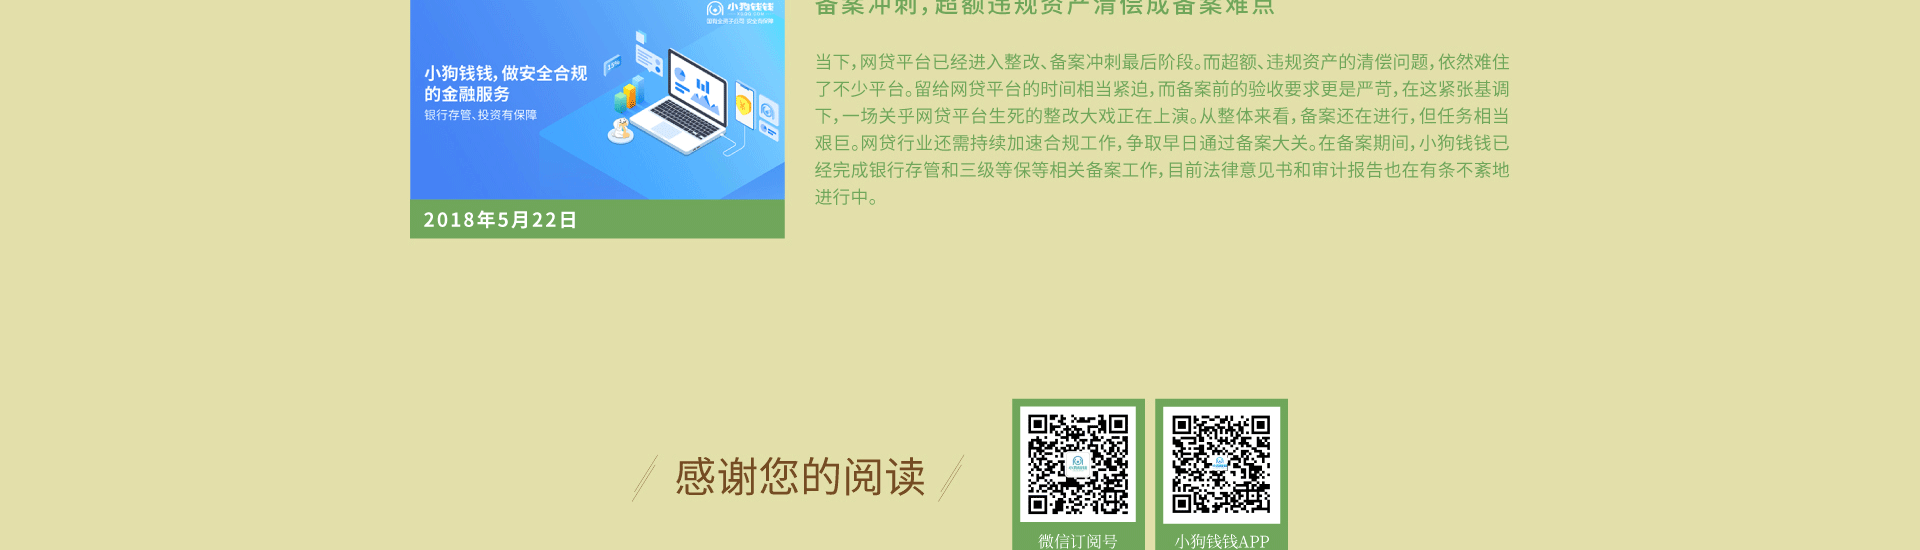 小狗钱钱
小狗钱钱，做安全合规
的金融服务
银行存管、投资有保障
2018年5月22日
备案冲刺，超额违规资产清偿成备案难点
当下，网贷平台已经进入整改、备案冲刺最后阶段。而超额、违规资产的清偿问题，依然难住
了不少平台。留给网贷平台的时间相当紧迫，而备案前的验收要求更是严苛，在这紧张基调
下，一场关乎网贷平台生死的整改大戏正在上演。从整体来看，备案还在进行，但任务相当
艰巨。网贷行业还需持续加速合规工作，争取早日通过备案大关。在备案期间，小狗钱钱已
经完成银行存管和三级等保等相关备案工作，目前法律意见书和审计报告也在有条不紊地
进行中。
感谢您的阅读
微信订阅号
小狗钱钱APP